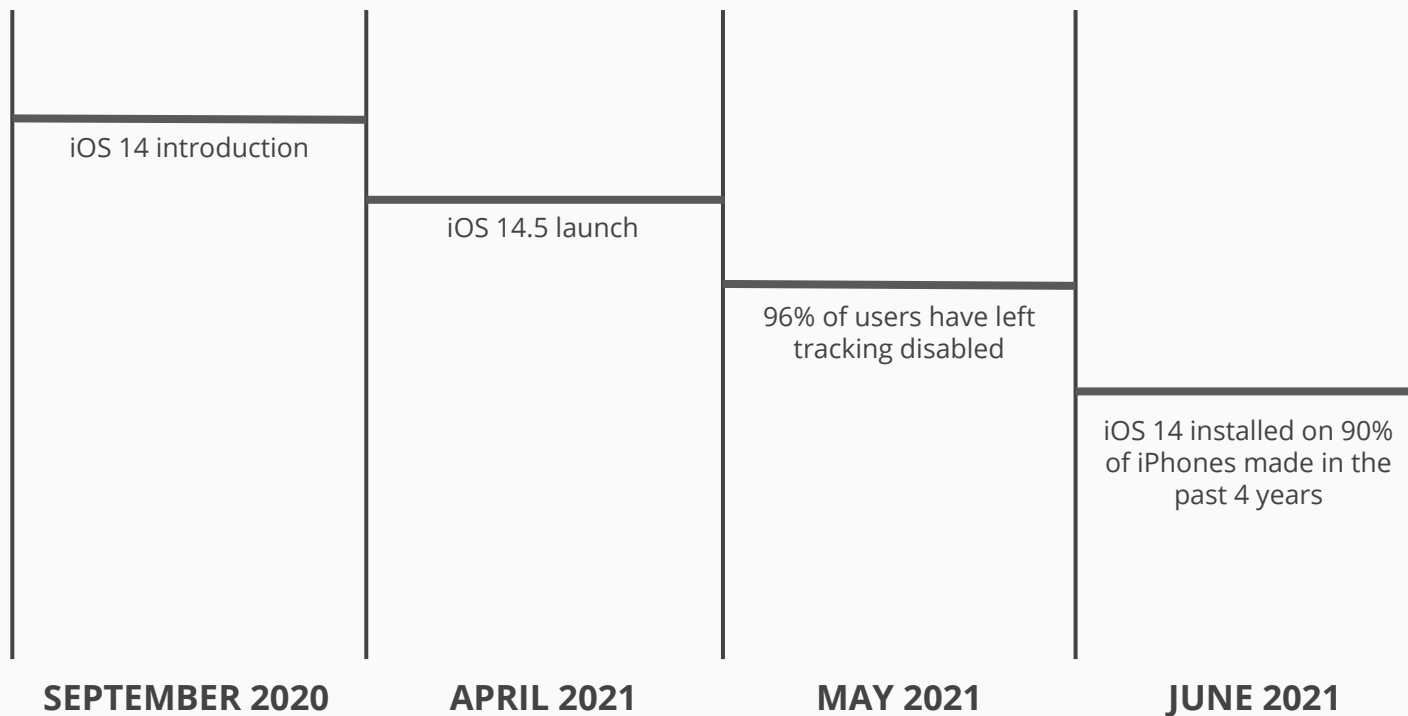 iOS 14 introduction
iOS 14.5 launch
96% of users have left
tracking disabled
iOS 14 installed on 90%
of iPhones made in the
past 4 years
SEPTEMBER 2020
APRIL 2021
MAY 2021
JUNE 2021